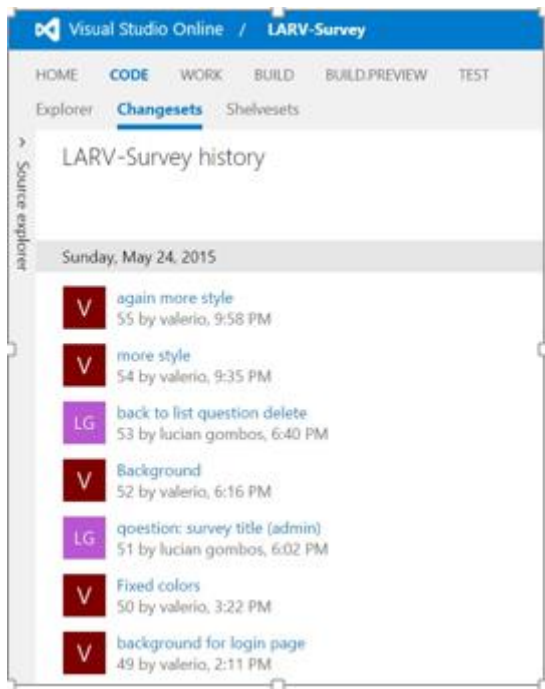 Visual Studio Online / LARV-Survey
HOME CODE WORK BUILD BUILD.PREVIEW TEST
Explorer Changesets Shelvesets
Source explorer
LARV-Survey history
Sunday, May 24, 2015
V
again more style
55 by valerio, 9:58 PM
V
more style
54 by valerio, 9:35 PM
LG
back to list question delete
53 by lucian gombos, 6:40 PM
V
Background
52 by valerio, 6:16 PM
LG
qoestion: survey title (admin)
51 by lucian gombos, 6:02 PM
V
Fixed colors
50 by valerio, 3:22 PM
V
background for login page
49 by valerio, 2:11 PM